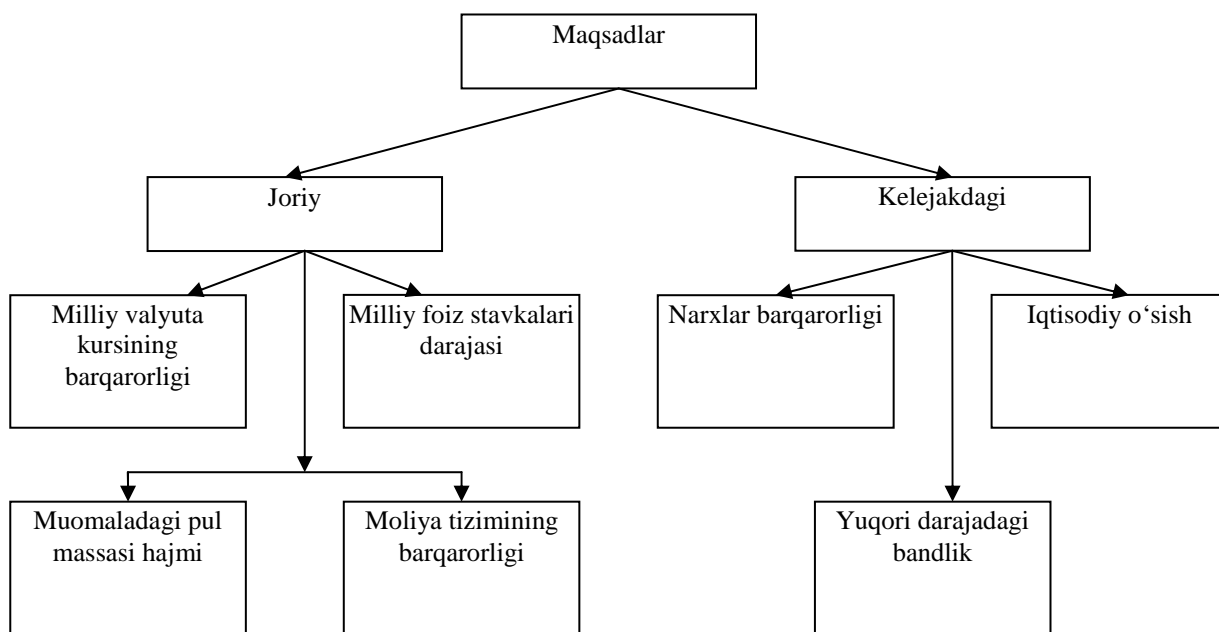 Maqsadlar
Joriy
Kelejakdagi
Milliy valyuta
kursining
barqarorligi
Milliy foiz stavkalari
darajasi
Narxlar barqarorligi
Iqtisodiy o‘sish
Muomaladagi pul
massasi hajmi
Moliya tizimining
barqarorligi
Yuqori darajadagi
bandlik